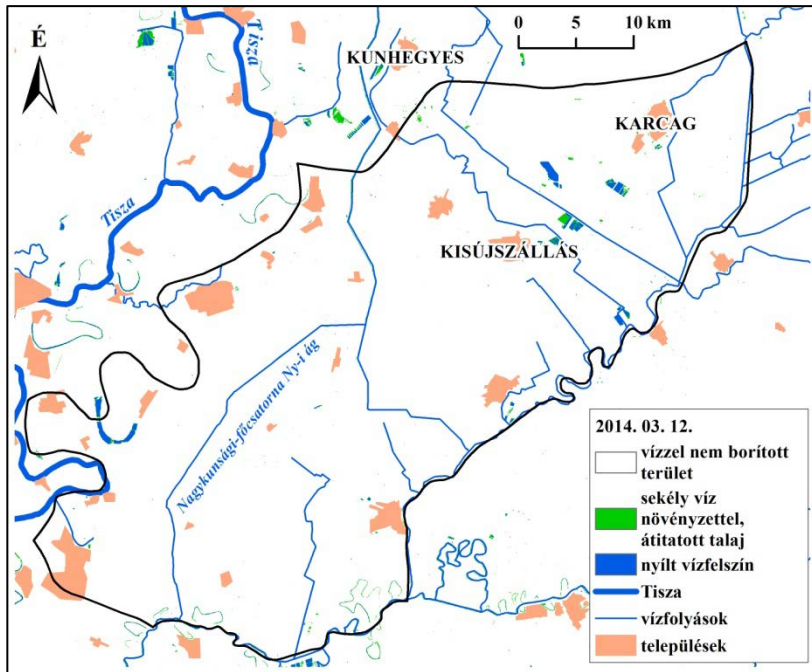 Tisza
0 5 10 km
É
KUNHEGYES
KARCAG
Tisza
KISÚJSZÁLLÁS
Nagykunsági-főcsatorna Ny-i ág
2014. 03. 12.
vízzel nem borított
terület
sekély víz
növényzettel,
átitatott talaj
nyílt vízfelszín
Tisza
vízfolyások
települések